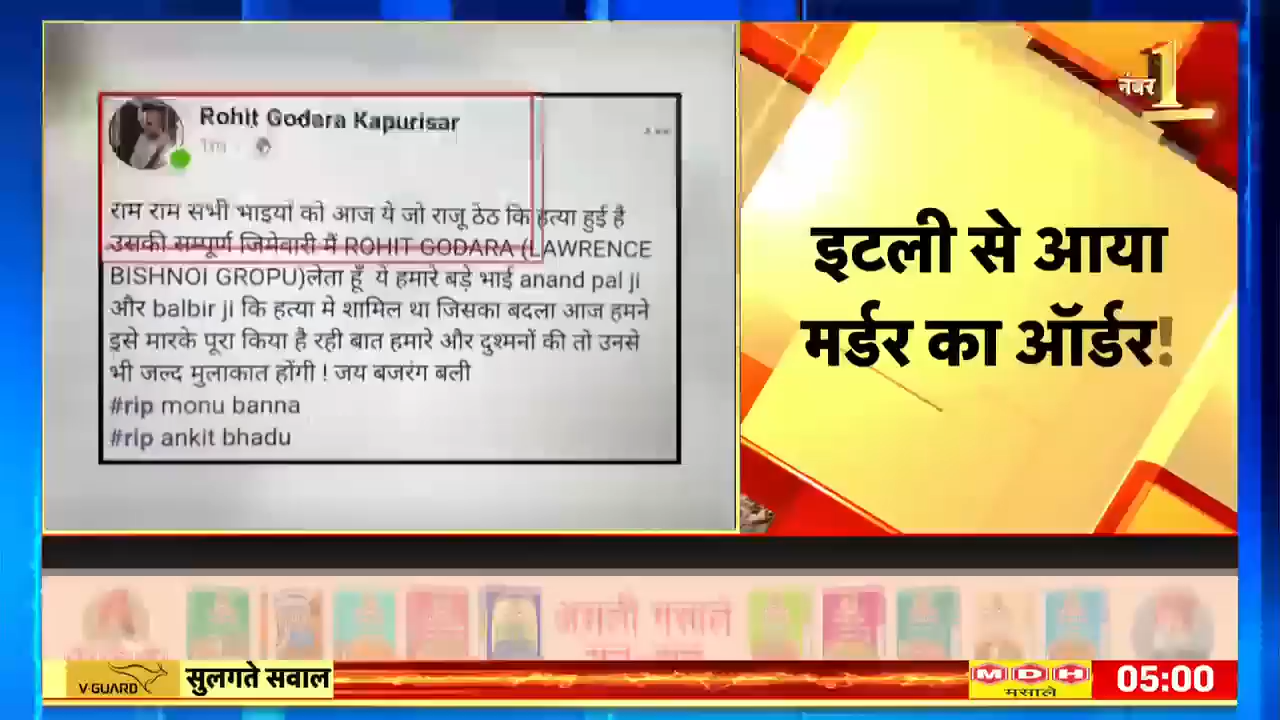 Rohit Godara Kapurisar
राम राम सभी भाइयों को आज ये जो राजू ठेठ कि हत्या हुई है
उसकी सम्पूर्ण जिमेवारी मैं ROHIT GODARA (LAWRENCE
BISHNOI GROPU)लेता हूँ ये हमारे बड़े भाई anand pal ji
और balbir ji कि हत्या मे शामिल था जिसका बदला आज हमने
इसे मारके पूरा किया है रही बात हमारे और दुश्मनों की तो उनसे
भी जल्द मुलाकात होंगी ! जय बजरंग बली
#rip monu banna
#rip ankit bhadu
नंबर 1
इटली से आया
मर्डर का ऑर्डर!
असली मसाले
V-GUARD
सुलगते सवाल
MDH
मसाले
05:00